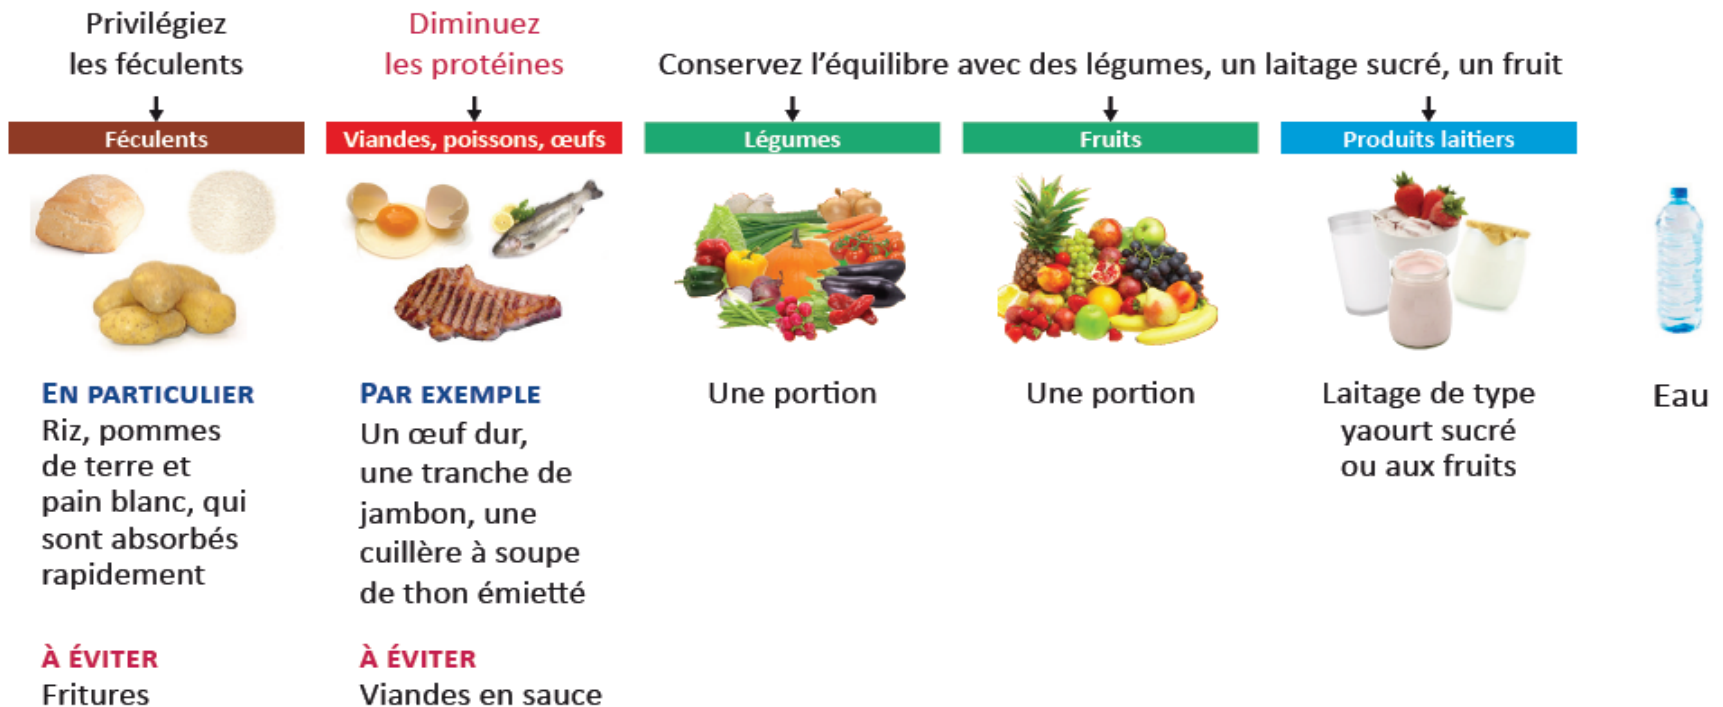 Privilégiez
les féculents
Diminuez
les protéines
Conservez l’équilibre avec des légumes, un laitage sucré, un fruit
Féculents
Viandes, poissons, œufs
Légumes
Fruits
Produits laitiers
EN PARTICULIER
Riz, pommes
de terre et
pain blanc, qui
sont absorbés
rapidement
À ÉVITER
Fritures
PAR EXEMPLE
Un œuf dur,
une tranche de
jambon, une
cuillère à soupe
de thon émietté
À ÉVITER
Viandes en sauce
Une portion
Une portion
Laitage de type
yaourt sucré
ou aux fruits
Eau